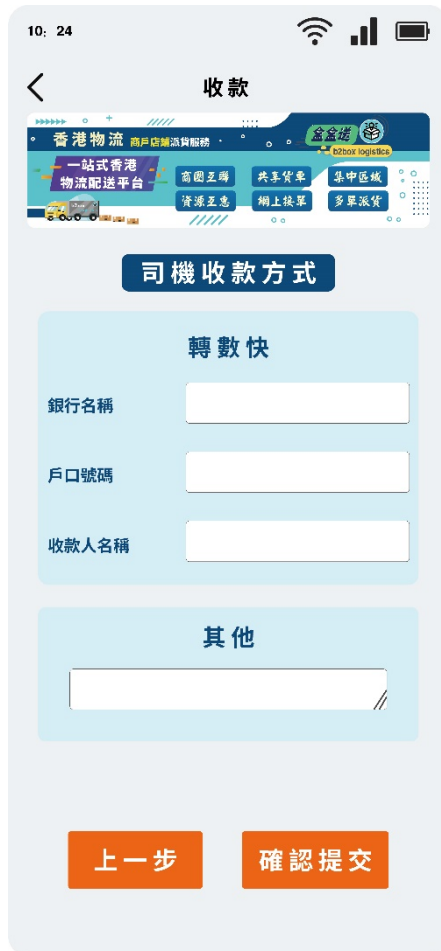 10: 24
收款
香港物流 商戶店舖派貨服務
盒盒送
b2box logistics
一站式香港
物流配送平台
商圈互聯 共享貨車 集中區域
資源互惠 網上接單 多單派貨
司機收款方式
轉數快
銀行名稱
戶口號碼
收款人名稱
其他
上一步 確認提交